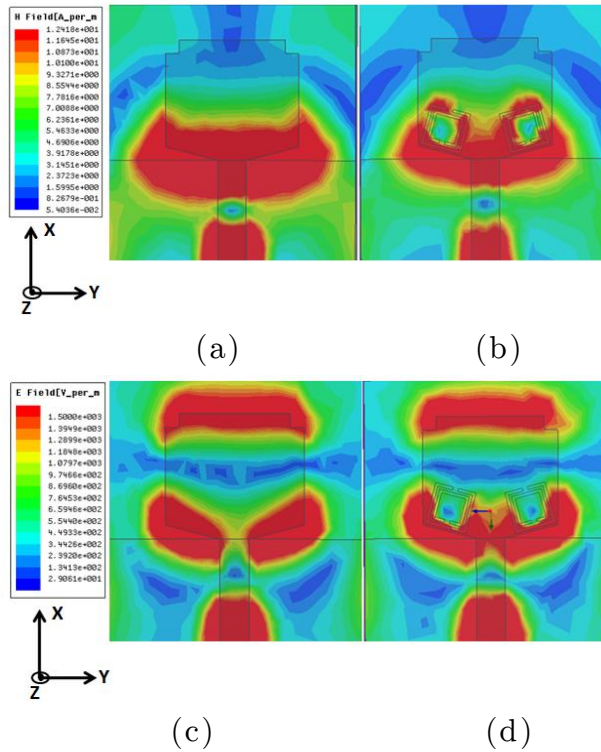 H Field[A_per_m
1.2418e+001
1.1645e+001
1.0873e+001
1.0100e+001
9.3271e+000
8.5544e+000
7.7816e+000
7.0088e+000
6.2361e+000
5.4633e+000
4.6906e+000
3.9178e+000
3.1451e+000
2.3723e+000
1.5995e+000
8.2679e-001
5.4036e-002
X
Y
Z
(a)
(b)
E Field[V_per_m
1.5000e+003
1.3949e+003
1.2899e+003
1.1848e+003
1.0797e+003
9.7466e+002
8.6960e+002
7.6453e+002
6.5946e+002
5.5440e+002
4.4933e+002
3.4426e+002
2.3920e+002
1.3413e+002
2.9061e+001
X
Y
Z
(c)
(d)